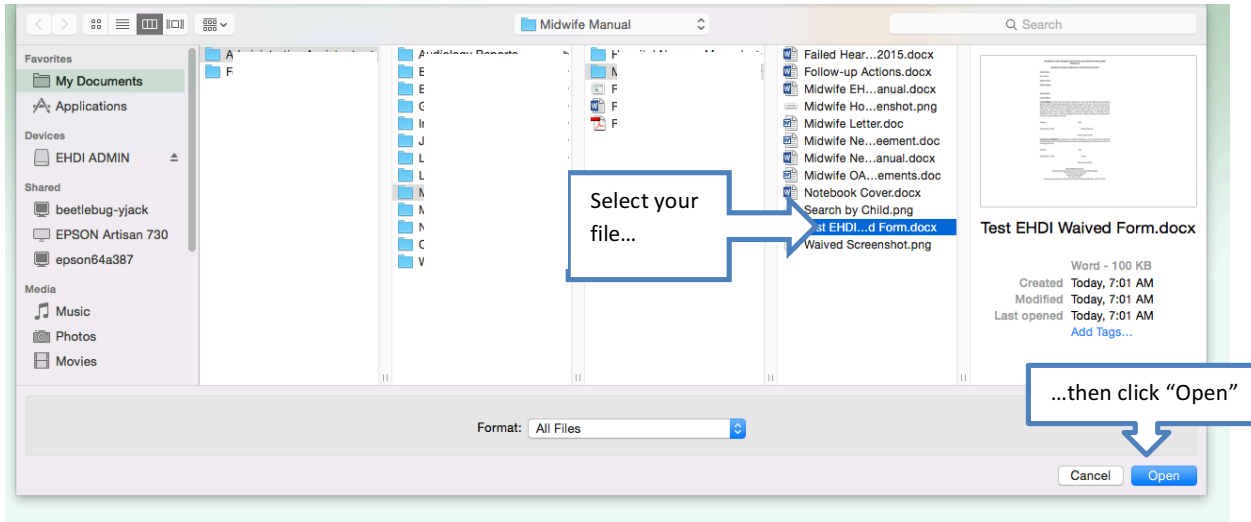 Midwife Manual
Search
Favorites
My Documents
Applications
Devices
EHDI ADMIN
Shared
beetlebug-yjack
EPSON Artisan 730
epson64a387
Media
Music
Photos
Movies
Audiology Reports
Failed Hear...2015.docx
Follow-up Actions.docx
Midwife EH...anual.docx
Midwife Ho...enshot.png
Midwife Letter.doc
Midwife Ne...eement.doc
Midwife Ne...anual.docx
Midwife OA...ements.doc
Notebook Cover.docx
Search by Child.png
st EHDI...d Form.docx
Waived Screenshot.png
Select your
file...
Test EHDI Waived Form.docx
Word - 100 KB
Created Today, 7:01 AM
Modified Today, 7:01 AM
Last opened Today, 7:01 AM
Add Tags...
...then click “Open”
Format: All Files
Cancel Open